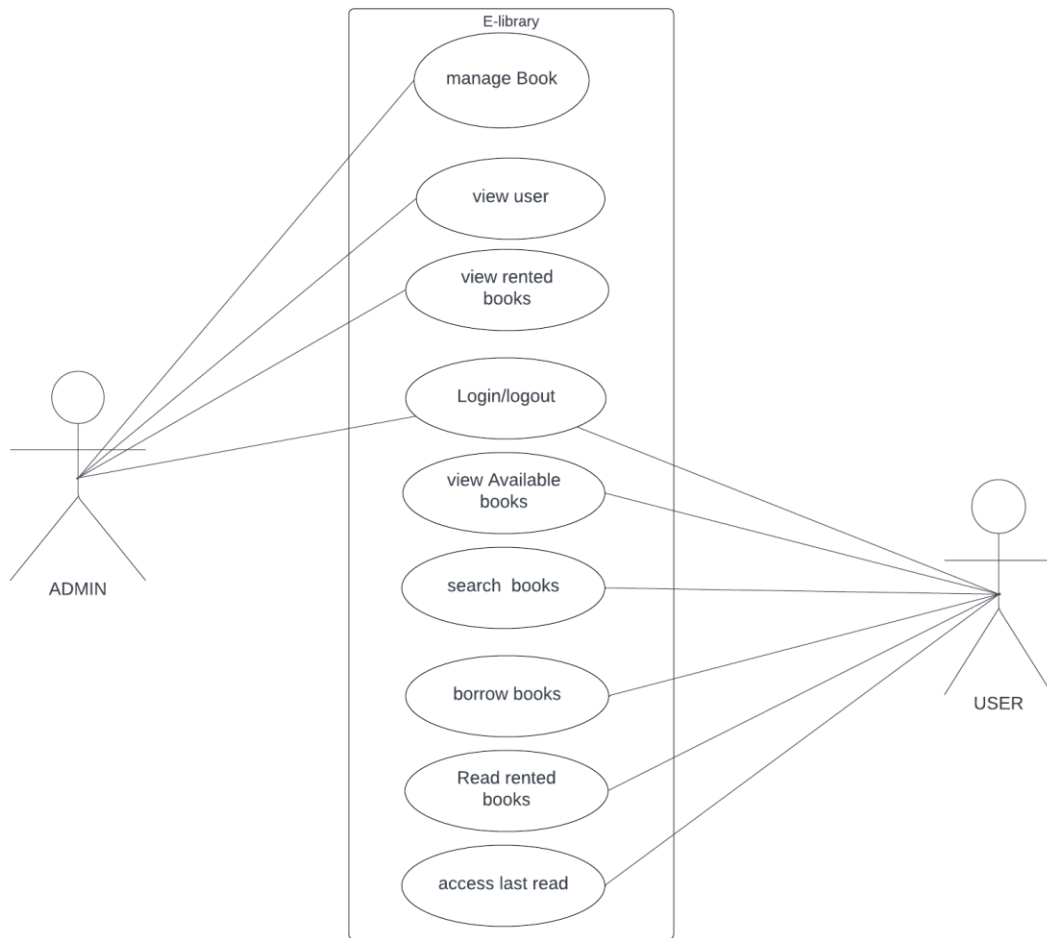 E-library
manage Book
view user
view rented
books
Login/logout
view Available
books
search  books
ADMIN
borrow books
USER
Read rented
books
access last read